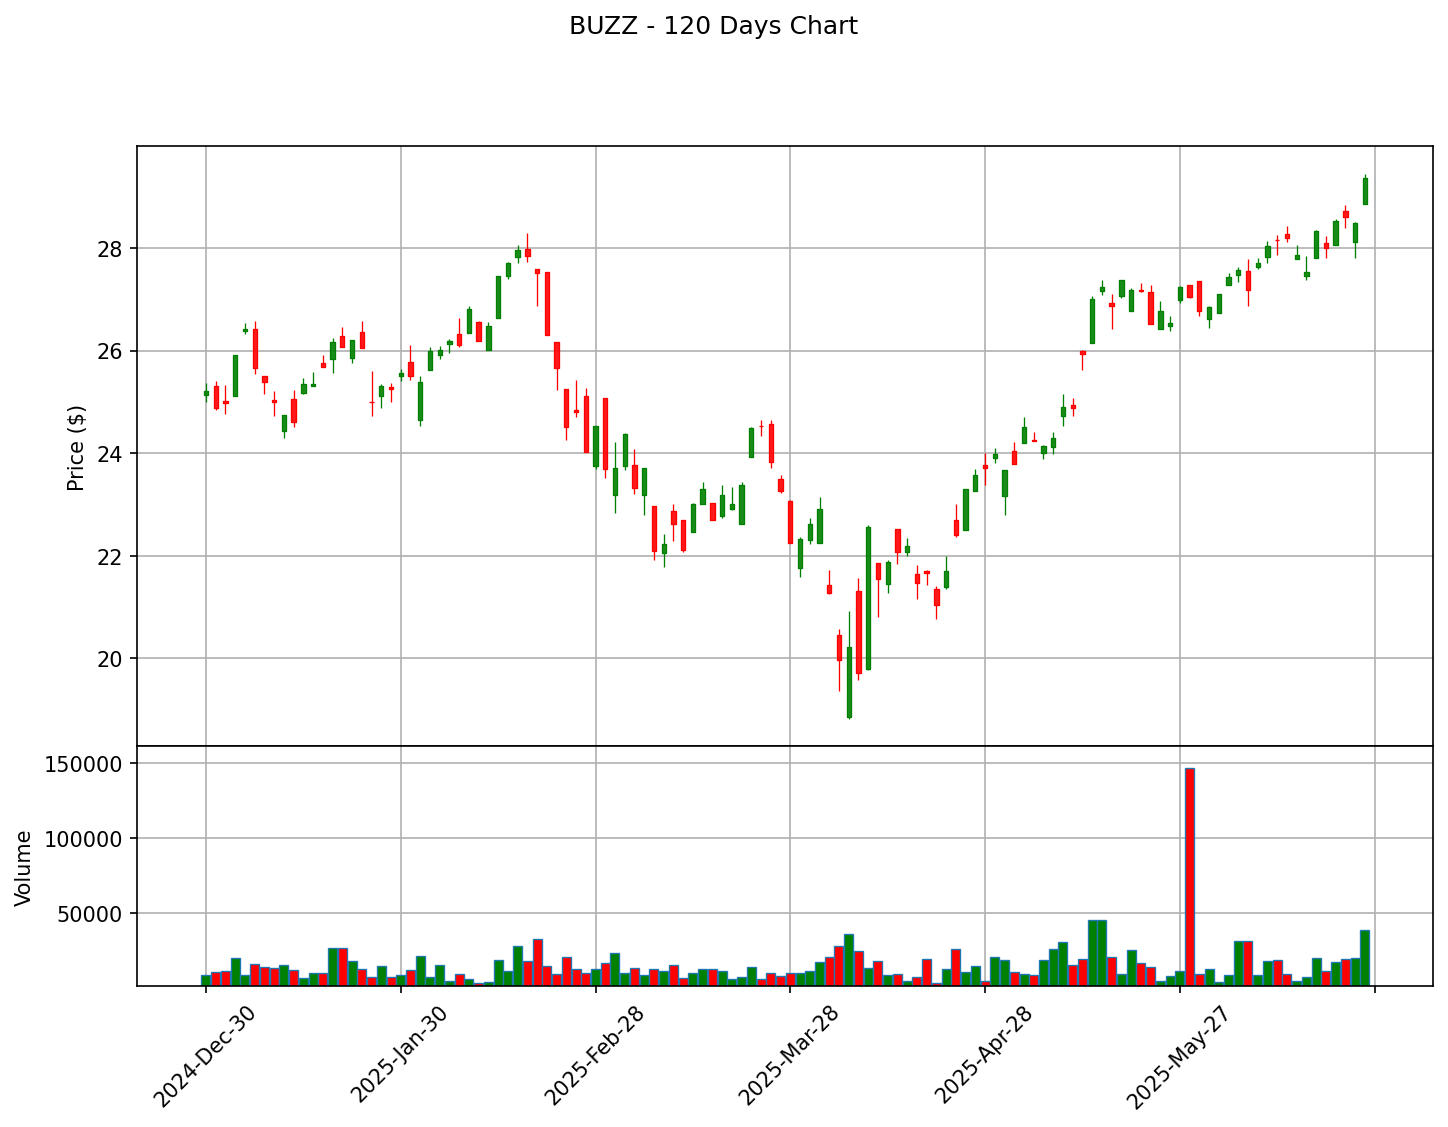 BUZZ - 120 Days Chart
Price ($)
28
26
24
22
20
Volume
150000
100000
50000
2024-Dec-30
2025-Jan-30
2025-Feb-28
2025-Mar-28
2025-Apr-28
2025-May-27